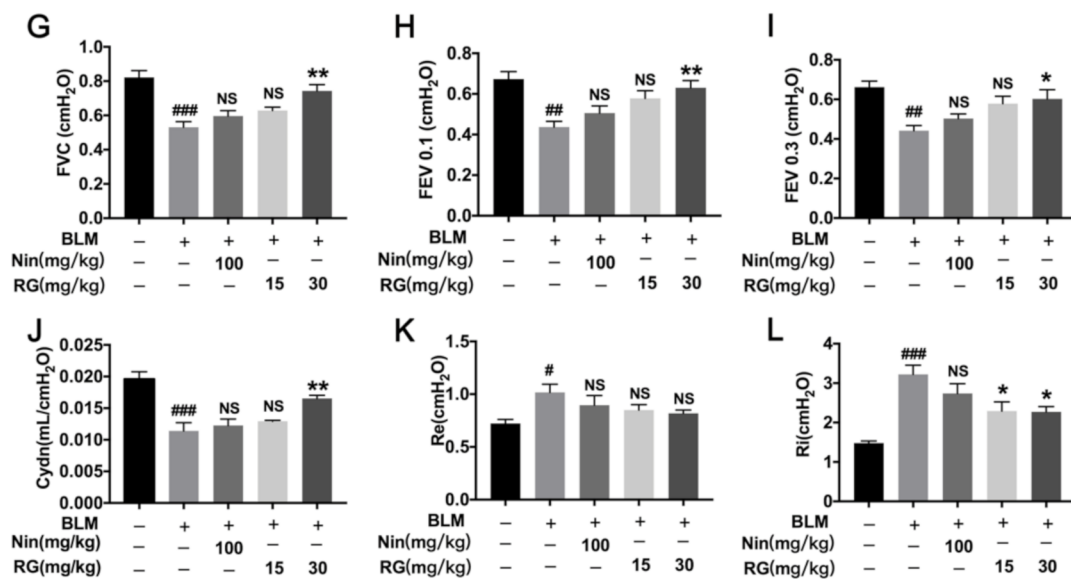 G
FVC (cmH2O)
1.0
0.8
0.6
0.4
0.2
0.0
###
NS
NS
**
BLM – + + + +
Nin(mg/kg) – – 100 – –
RG(mg/kg) – – – 15 30
H
FEV 0.1 (cmH2O)
0.8
0.6
0.4
0.2
0.0
##
NS
NS
**
BLM – + + + +
Nin(mg/kg) – – 100 – –
RG(mg/kg) – – – 15 30
I
FEV 0.3 (cmH2O)
0.8
0.6
0.4
0.2
0.0
##
NS
NS
*
BLM – + + + +
Nin(mg/kg) – – 100 – –
RG(mg/kg) – – – 15 30
J
Cydn(mL/cmH2O)
0.025
0.020
0.015
0.010
0.005
0.000
###
NS
NS
**
BLM – + + + +
Nin(mg/kg) – – 100 – –
RG(mg/kg) – – – 15 30
K
Re(cmH2O)
1.5
1.0
0.5
0.0
#
NS
NS
NS
BLM – + + + +
Nin(mg/kg) – – 100 – –
RG(mg/kg) – – – 15 30
L
Ri(cmH2O)
4
3
2
1
0
###
NS
*
*
BLM – + + + +
Nin(mg/kg) – – 100 – –
RG(mg/kg) – – – 15 30